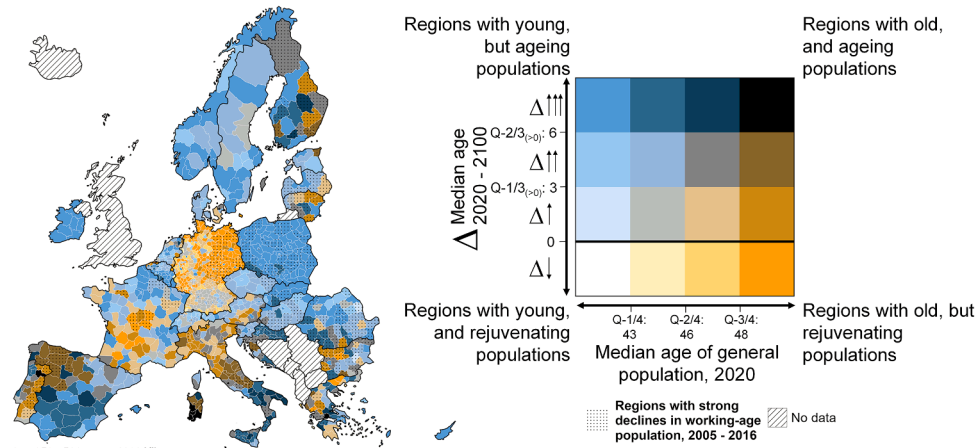 Regions with young,
but ageing
populations
Regions with old,
and ageing
populations
Δ Median age
2020 - 2100
Δ↑↑↑
Q-2/3(>0): 6
Δ↑↑
Q-1/3(>0): 3
Δ↑
0
Δ↓
Regions with young,
and rejuvenating
populations
Q-1/4:
43
Q-2/4:
46
Q-3/4:
48
Median age of general
population, 2020
Regions with old, but
rejuvenating
populations
Regions with strong
declines in working-age
population, 2005 - 2016
No data